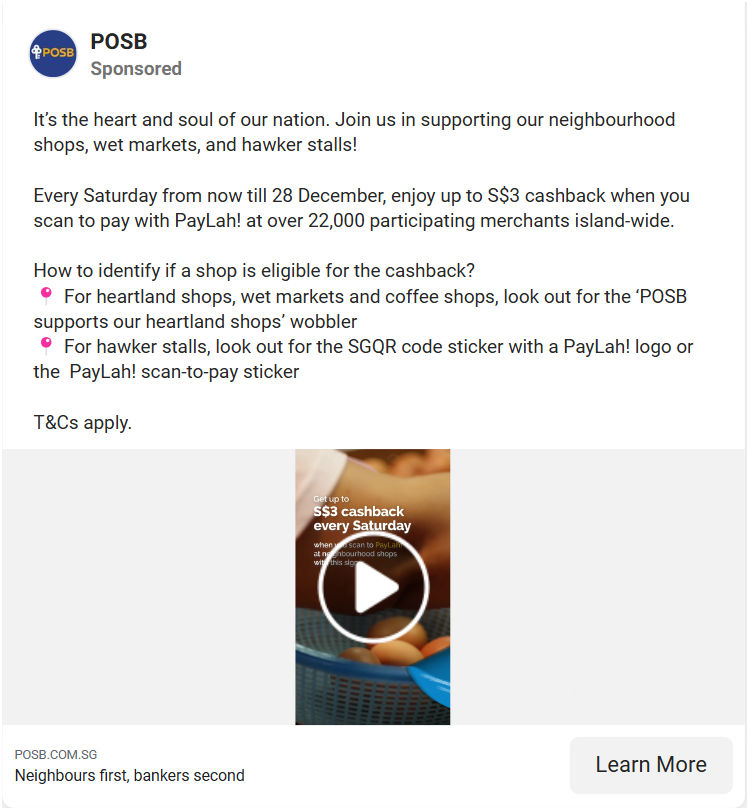 POSB
POSB
Sponsored
It's the heart and soul of our nation. Join us in supporting our neighbourhood
shops, wet markets, and hawker stalls!
Every Saturday from now till 28 December, enjoy up to S$3 cashback when you
scan to pay with PayLah! at over 22,000 participating merchants island-wide.
How to identify if a shop is eligible for the cashback?
📍 For heartland shops, wet markets and coffee shops, look out for the ‘POSB
supports our heartland shops’ wobbler
📍 For hawker stalls, look out for the SGQR code sticker with a PayLah! logo or
the  PayLah! scan-to-pay sticker
T&Cs apply.
Get up to
S$3 cashback
every Saturday
when you scan to PayLah!
at neighbourhood shops
with this sign
POSB.COM.SG
Neighbours first, bankers second
Learn More